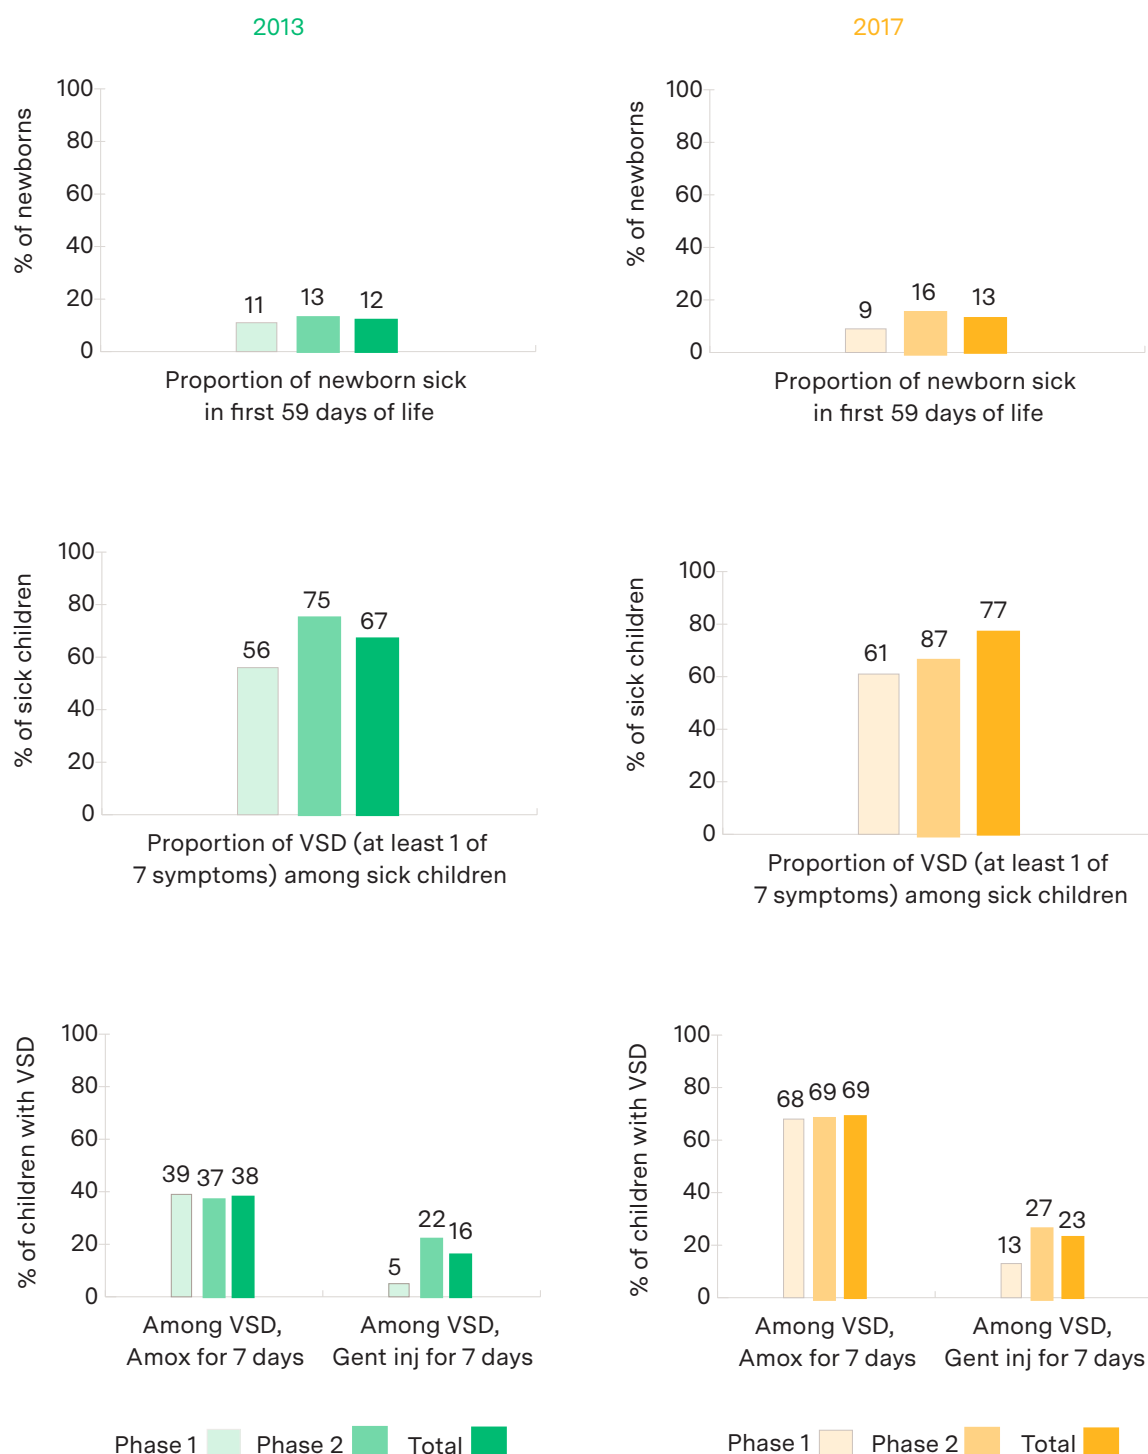 2013
2017
% of newborns
100
80
60
40
20
0
11
13
12
Proportion of newborn sick
in first 59 days of life
% of newborns
100
80
60
40
20
0
9
16
13
Proportion of newborn sick
in first 59 days of life
% of sick children
100
80
60
40
20
0
56
75
67
Proportion of VSD (at least 1 of
7 symptoms) among sick children
% of sick children
100
80
60
40
20
0
61
87
77
Proportion of VSD (at least 1 of
7 symptoms) among sick children
% of children with VSD
100
80
60
40
20
0
39
37
38
5
22
16
Among VSD,
Amox for 7 days
Among VSD,
Gent inj for 7 days
Phase 1
Phase 2
Total
% of children with VSD
100
80
60
40
20
0
68
69
69
13
27
23
Among VSD,
Amox for 7 days
Among VSD,
Gent inj for 7 days
Phase 1
Phase 2
Total